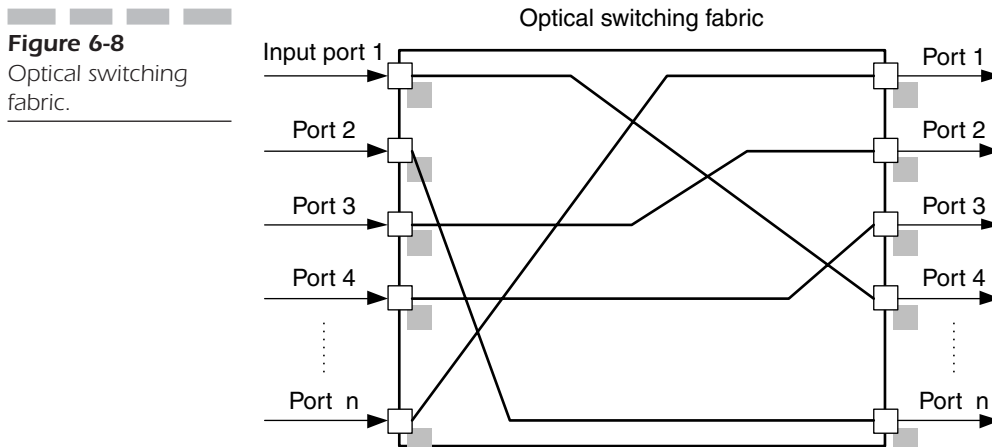 Figure 6-8
Optical switching
fabric.
Optical switching fabric
Input port 1
Port 2
Port 3
Port 4
Port n
Port 1
Port 2
Port 3
Port 4
Port n